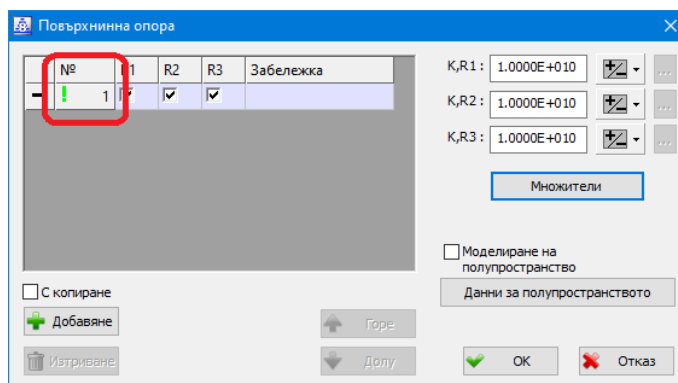 Повърхнинна опора
№ R1 R2 R3 Забележка
1
K,R1: 1.0000E+010 ...
K,R2: 1.0000E+010 ...
K,R3: 1.0000E+010 ...
Множители
Моделиране на
полупространство
Данни за полупространството
С копиране
Добавяне
Горе
Изтриване
Долу
OK
Отказ